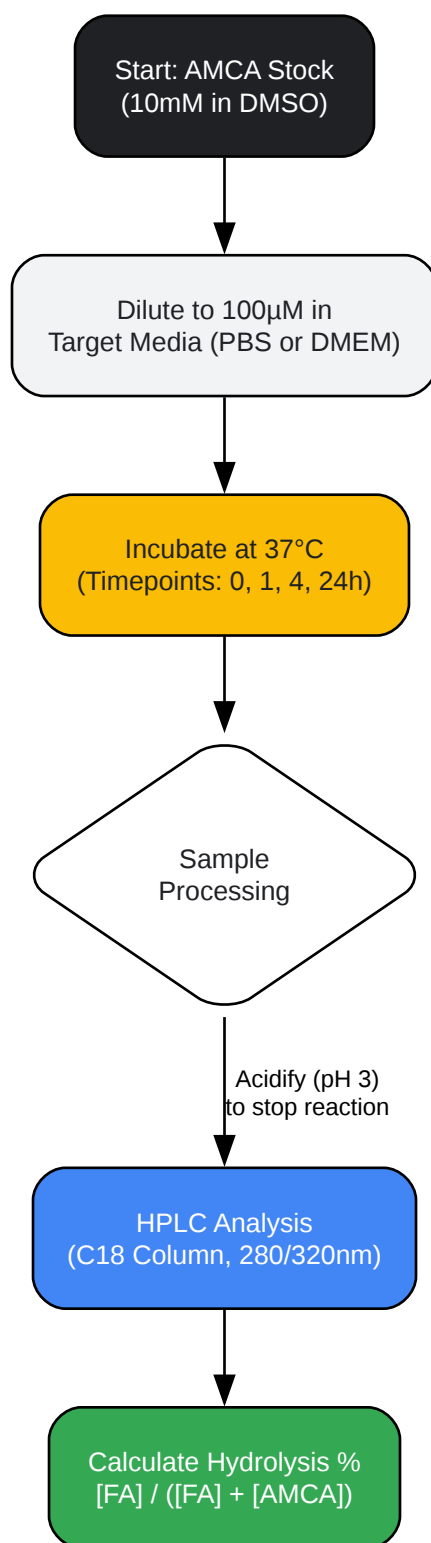 Start: AMCA Stock
(10mM in DMSO)
Dilute to 100µM in
Target Media (PBS or DMEM)
Incubate at 37°C
(Timepoints: 0, 1, 4, 24h)
Sample
Processing
Acidify (pH 3)
to stop reaction
HPLC Analysis
(C18 Column, 280/320nm)
Calculate Hydrolysis %
[FA] / ([FA] + [AMCA])